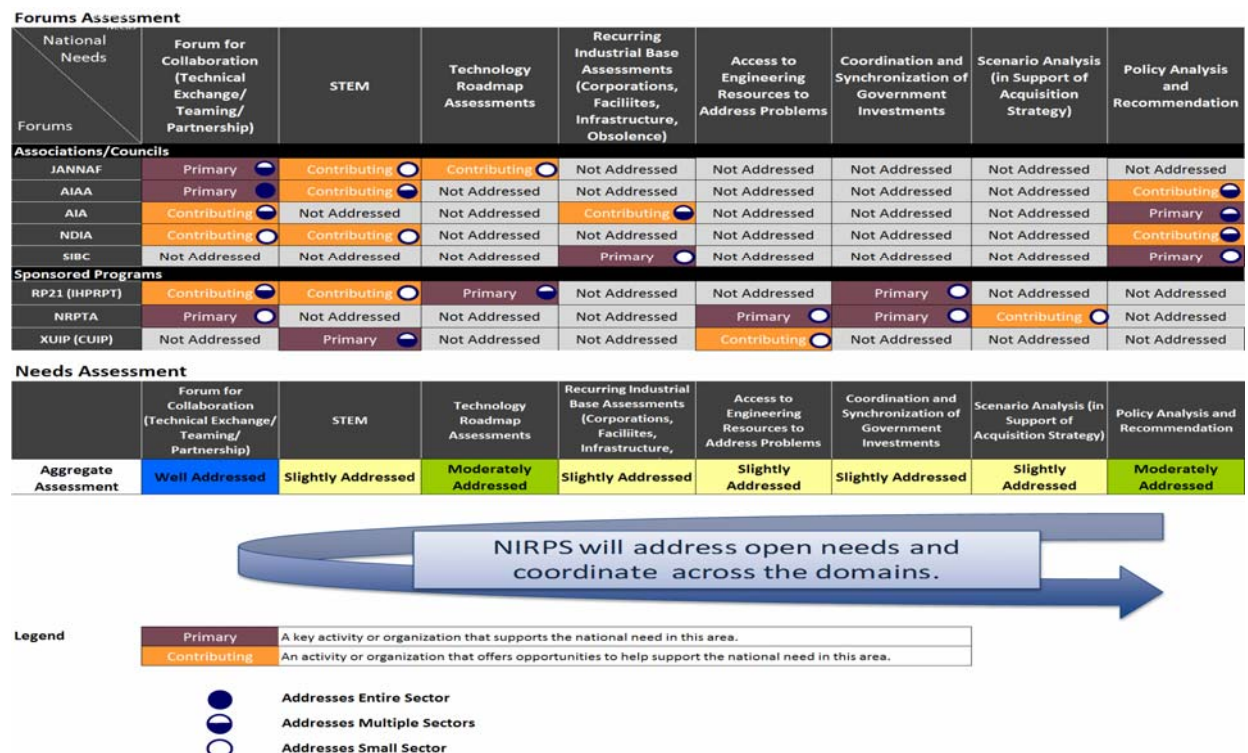 Forums Assessment
Needs
National
Needs
Forums
Forum for
Collaboration
(Technical
Exchange/
Teaming/
Partnership)
STEM
Technology
Roadmap
Assessments
Recurring
Industrial Base
Assessments
(Corporations,
Faciliites,
Infrastructure,
Obsolence)
Access to
Engineering
Resources to
Address Problems
Coordination and
Synchronization of
Government
Investments
Scenario Analysis
(in Support of
Acquisition
Strategy)
Policy Analysis
and
Recommendation
Associations/Councils
JANNAF Primary Contributing Contributing Not Addressed Not Addressed Not Addressed Not Addressed Not Addressed
AIAA Primary Contributing Not Addressed Not Addressed Not Addressed Not Addressed Not Addressed Contributing
AIA Contributing Not Addressed Not Addressed Contributing Not Addressed Not Addressed Not Addressed Primary
NDIA Contributing Contributing Not Addressed Not Addressed Not Addressed Not Addressed Not Addressed Contributing
SIBC Not Addressed Not Addressed Not Addressed Primary Not Addressed Not Addressed Not Addressed Primary
Sponsored Programs
RP21 (IHPRPT) Contributing Contributing Primary Not Addressed Not Addressed Primary Not Addressed Not Addressed
NRPTA Primary Not Addressed Not Addressed Not Addressed Primary Primary Contributing Not Addressed
XUIP (CUIP) Not Addressed Primary Not Addressed Not Addressed Contributing Not Addressed Not Addressed Not Addressed
Needs Assessment
Forum for
Collaboration
(Technical Exchange/
Teaming/
Partnership)
STEM
Technology
Roadmap
Assessments
Recurring Industrial
Base Assessments
(Corporations,
Faciliites,
Infrastructure,
Access to
Engineering
Resources to
Address Problems
Coordination and
Synchronization of
Government
Investments
Scenario Analysis (in
Support of
Acquisition Strategy)
Policy Analysis and
Recommendation
Aggregate
Assessment
Well Addressed
Slightly Addressed
Moderately
Addressed
Slightly Addressed
Slightly
Addressed
Slightly Addressed
Slightly
Addressed
Moderately
Addressed
NIRPS will address open needs and
coordinate across the domains.
Legend
Primary A key activity or organization that supports the national need in this area.
Contributing An activity or organization that offers opportunities to help support the national need in this area.
Addresses Entire Sector
Addresses Multiple Sectors
Addresses Small Sector